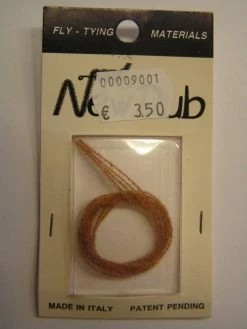 FLY - TYING MATERIALS
00009001
€ 3.50
MADE IN ITALY PATENT PENDING